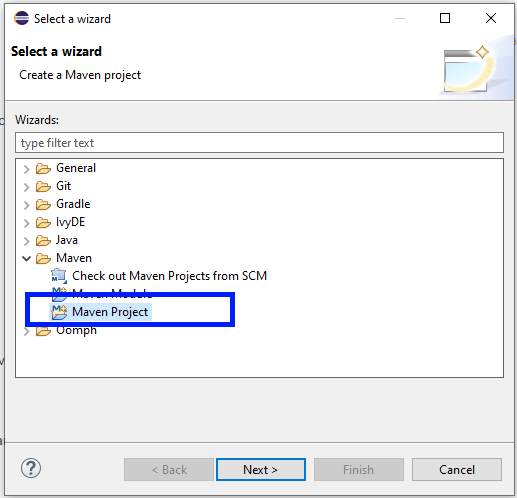 Select a wizard
Select a wizard
Create a Maven project
Wizards:
type filter text
General
Git
Gradle
IvyDE
Java
Maven
Check out Maven Projects from SCM
Maven Module
Maven Project
Oomph
< Back
Next >
Finish
Cancel